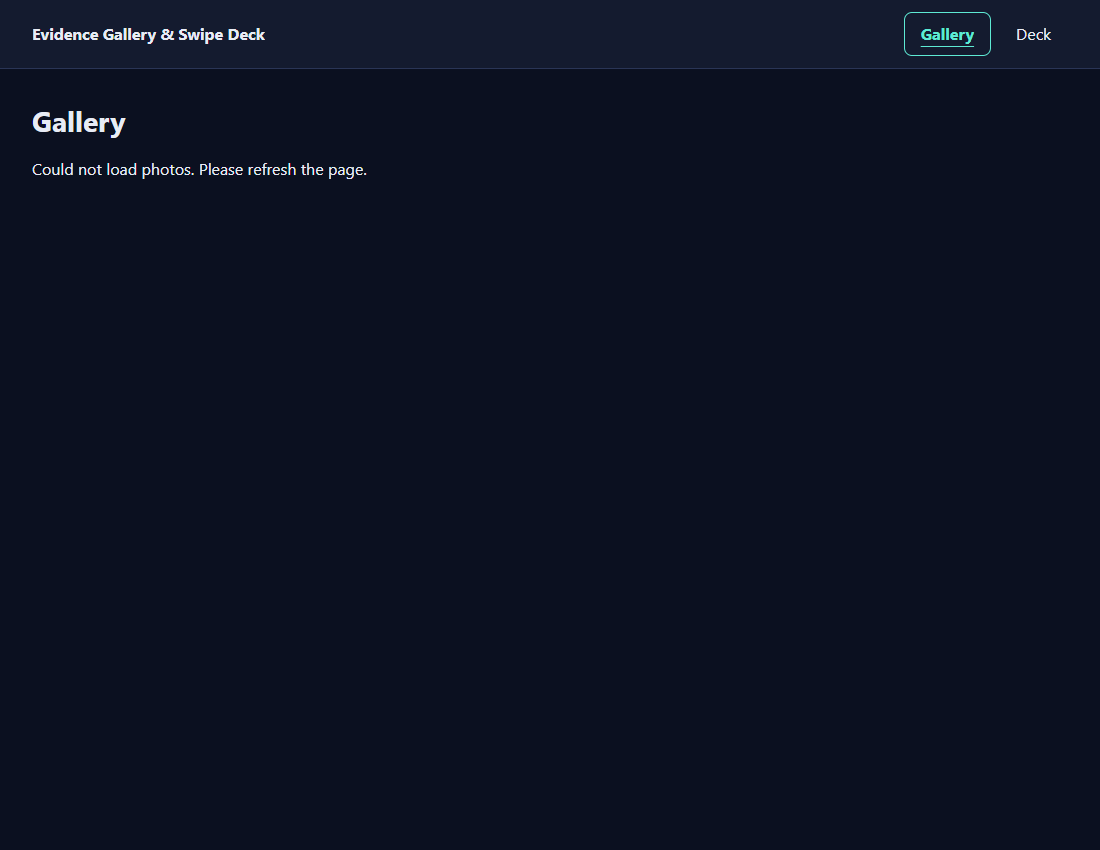 Evidence Gallery & Swipe Deck
Gallery
Deck
Gallery
Could not load photos. Please refresh the page.